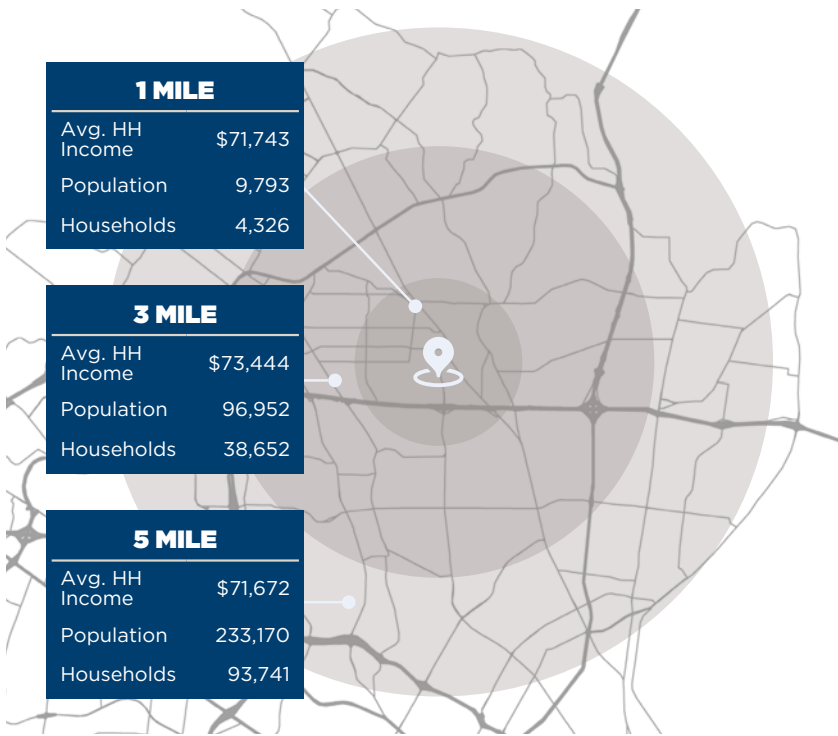 1 MILE
Avg. HH
Income $71,743
Population 9,793
Households 4,326
3 MILE
Avg. HH
Income $73,444
Population 96,952
Households 38,652
5 MILE
Avg. HH
Income $71,672
Population 233,170
Households 93,741